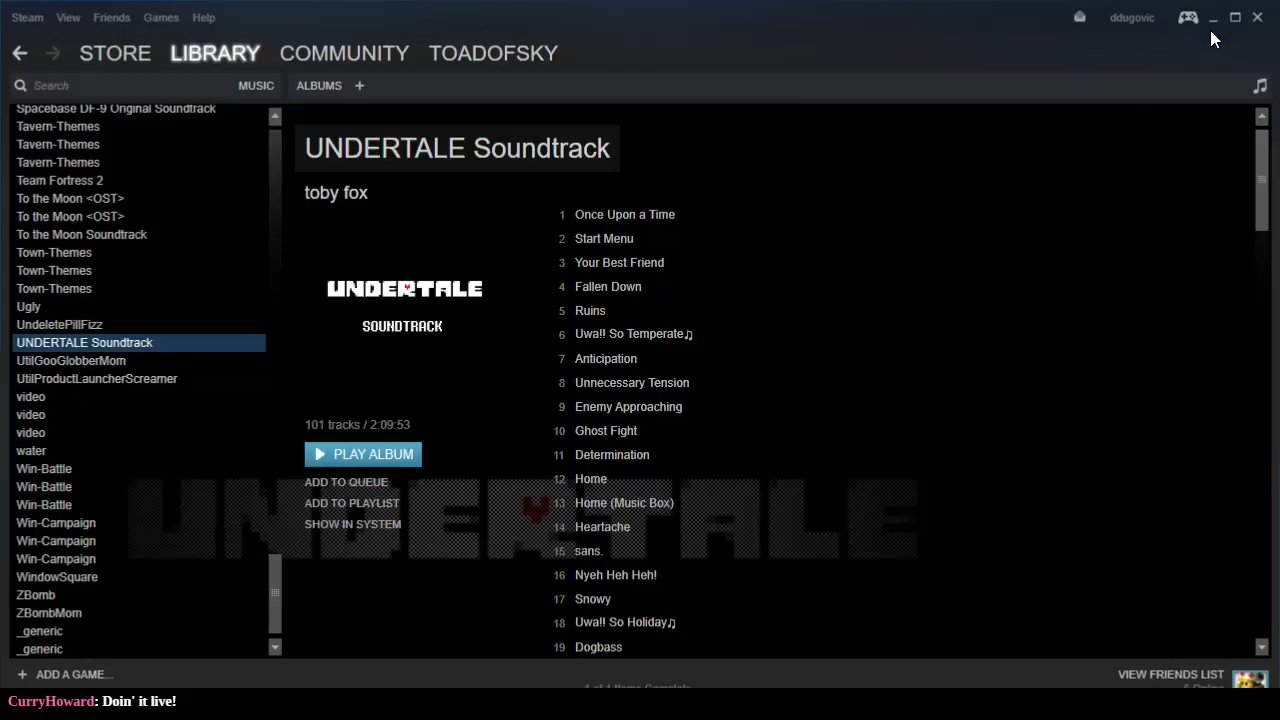 Steam View Friends Games Help ddugovic
STORE LIBRARY COMMUNITY TOADOFSKY
Search MUSIC ALBUMS +
Spacebase DF-9 Original Soundtrack
Tavern-Themes
Tavern-Themes
Tavern-Themes
Team Fortress 2
To the Moon <OST>
To the Moon <OST>
To the Moon Soundtrack
Town-Themes
Town-Themes
Town-Themes
Ugly
UndeletePillFizz
UNDERTALE Soundtrack
UtilGooGlobberMom
UtilProductLauncherScreamer
video
video
video
water
Win-Battle
Win-Battle
Win-Battle
Win-Campaign
Win-Campaign
Win-Campaign
WindowSquare
ZBomb
ZBombMom
_generic
_generic
UNDERTALE Soundtrack
toby fox
UNDERTALE
SOUNDTRACK
101 tracks / 2:09:53
PLAY ALBUM
ADD TO QUEUE
ADD TO PLAYLIST
SHOW IN SYSTEM
UNDERTALE
1 Once Upon a Time
2 Start Menu
3 Your Best Friend
4 Fallen Down
5 Ruins
6 Uwa!! So Temperate♫
7 Anticipation
8 Unnecessary Tension
9 Enemy Approaching
10 Ghost Fight
11 Determination
12 Home
13 Home (Music Box)
14 Heartache
15 sans.
16 Nyeh Heh Heh!
17 Snowy
18 Uwa!! So Holiday♫
19 Dogbass
+ ADD A GAME...
VIEW FRIENDS LIST
CurryHoward: Doin' it live!